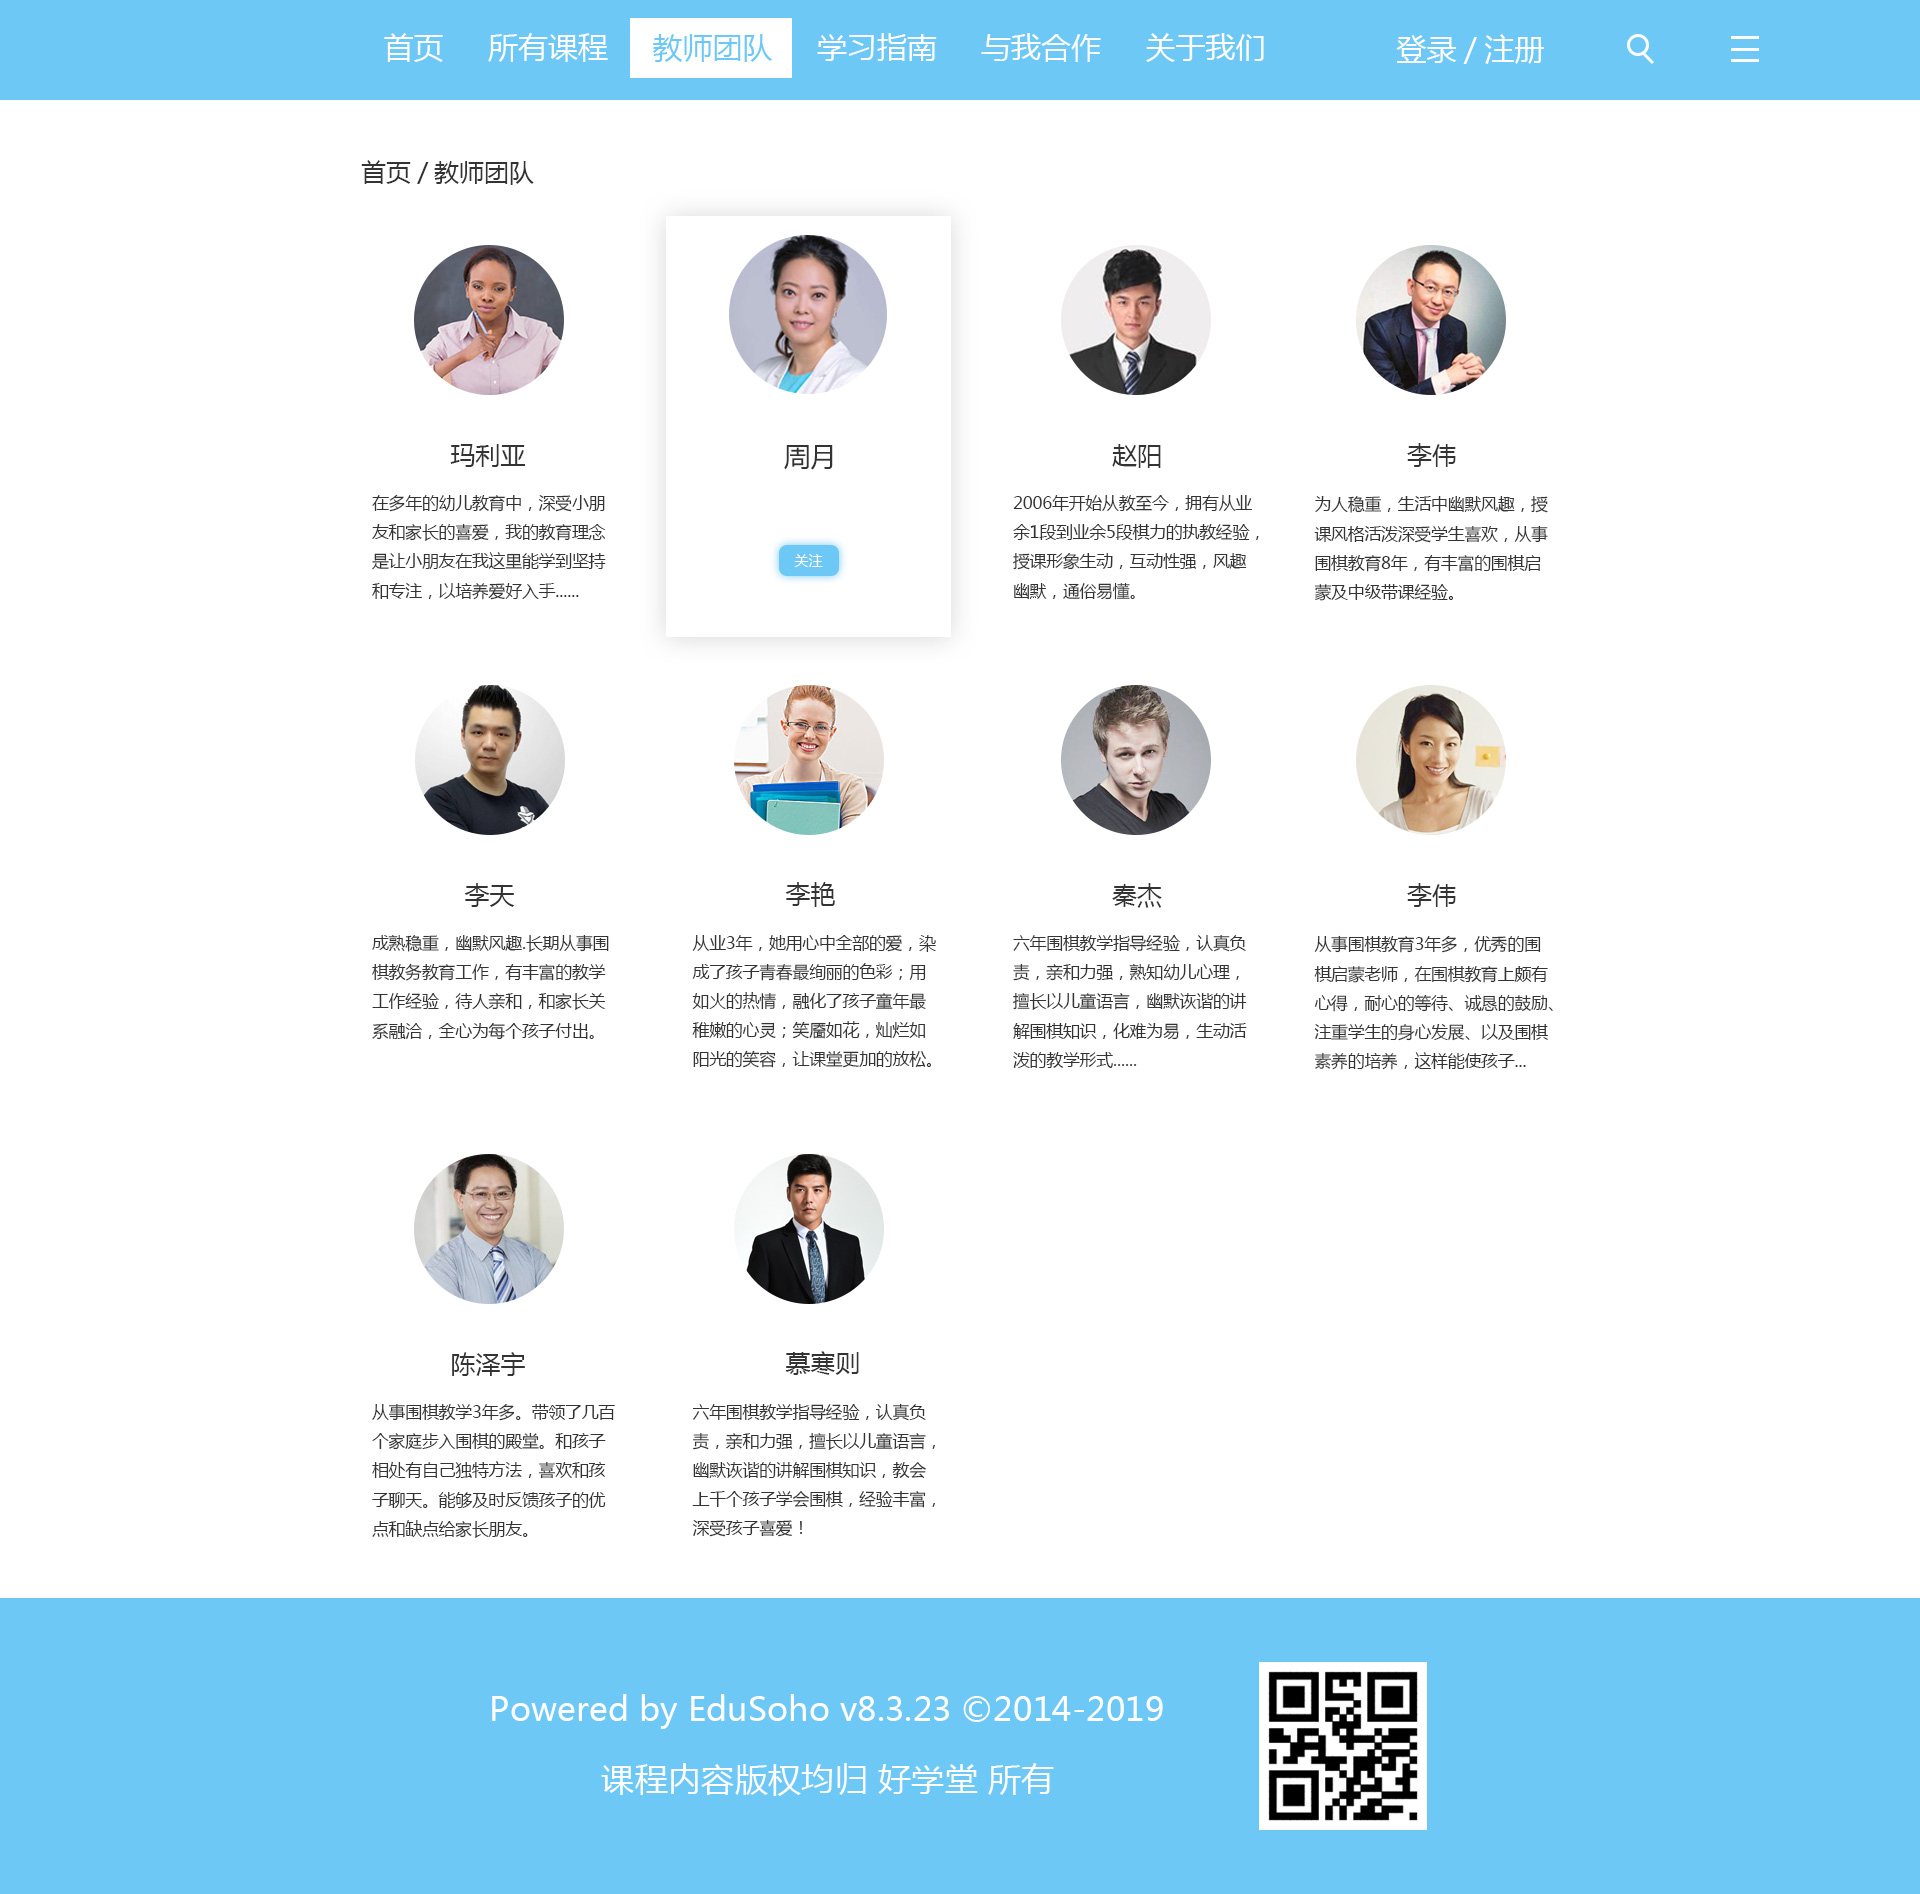 首页 所有课程 教师团队 学习指南 与我合作 关于我们 登录 / 注册
首页 / 教师团队
玛利亚
在多年的幼儿教育中，深受小朋
友和家长的喜爱，我的教育理念
是让小朋友在我这里能学到坚持
和专注，以培养爱好入手......
周月
关注
赵阳
2006年开始从教至今，拥有从业
余1段到业余5段棋力的执教经验，
授课形象生动，互动性强，风趣
幽默，通俗易懂。
李伟
为人稳重，生活中幽默风趣，授
课风格活泼深受学生喜欢，从事
围棋教育8年，有丰富的围棋启
蒙及中级带课经验。
李天
成熟稳重，幽默风趣.长期从事围
棋教务教育工作，有丰富的教学
工作经验，待人亲和，和家长关
系融洽，全心为每个孩子付出。
李艳
从业3年，她用心中全部的爱，染
成了孩子青春最绚丽的色彩；用
如火的热情，融化了孩子童年最
稚嫩的心灵；笑靥如花，灿烂如
阳光的笑容，让课堂更加的放松。
秦杰
六年围棋教学指导经验，认真负
责，亲和力强，熟知幼儿心理，
擅长以儿童语言，幽默诙谐的讲
解围棋知识，化难为易，生动活
泼的教学形式......
李伟
从事围棋教育3年多，优秀的围
棋启蒙老师，在围棋教育上颇有
心得，耐心的等待、诚恳的鼓励、
注重学生的身心发展、以及围棋
素养的培养，这样能使孩子...
陈泽宇
从事围棋教学3年多。带领了几百
个家庭步入围棋的殿堂。和孩子
相处有自己独特方法，喜欢和孩
子聊天。能够及时反馈孩子的优
点和缺点给家长朋友。
慕寒则
六年围棋教学指导经验，认真负
责，亲和力强，擅长以儿童语言，
幽默诙谐的讲解围棋知识，教会
上千个孩子学会围棋，经验丰富，
深受孩子喜爱！
Powered by EduSoho v8.3.23 ©2014-2019
课程内容版权均归 好学堂 所有